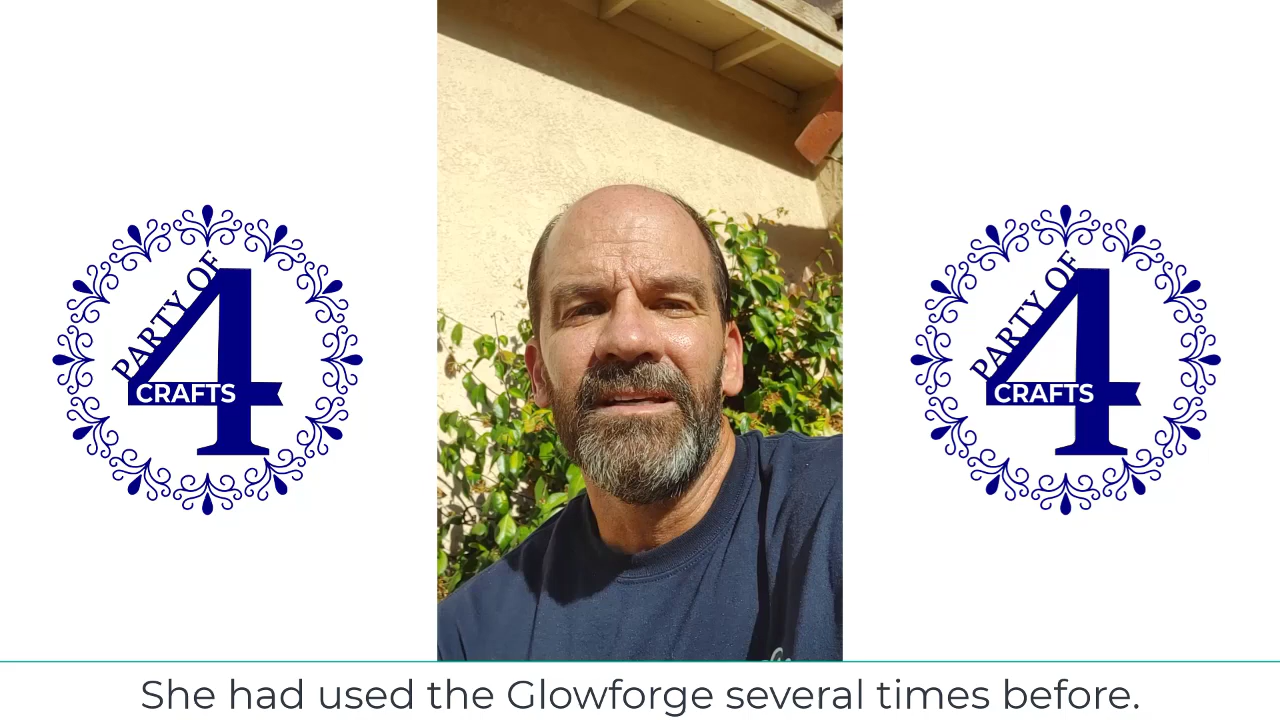 PARTY OF
4
CRAFTS
PARTY OF
4
CRAFTS
She had used the Glowforge several times before.